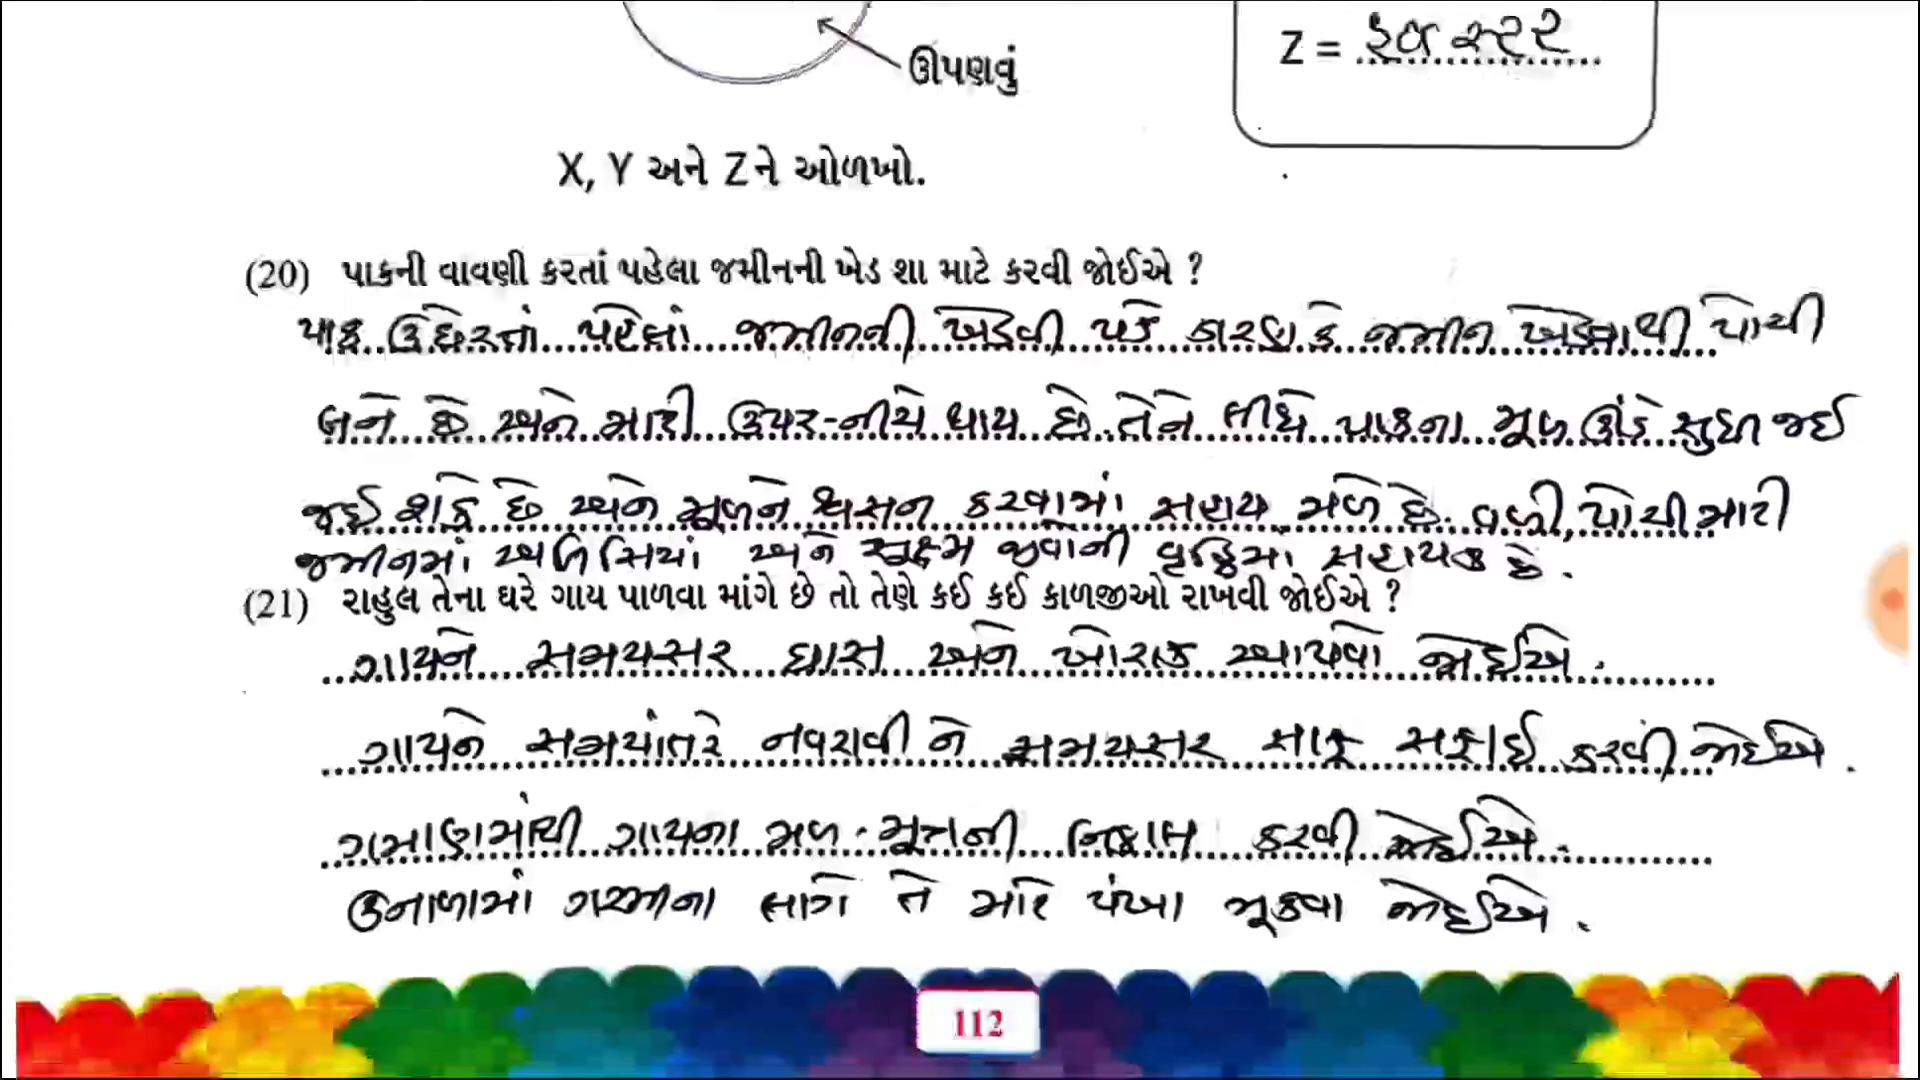 Z = હાર્વેસ્ટર
ઊપણવું
X, Y અને Z ને ઓળખો.
(20) પાકની વાવણી કરતાં પહેલા જમીનની ખેડ શા માટે કરવી જોઈએ ?
પાક ઉછેરતાં પહેલાં જમીનની ખેડવી પડે કારણ કે જમીન ખેડવાથી પોચી
બને છે અને માટી ઉપર-નીચે થાય છે. તેને લીધે પાકના મૂળ ઊંડે સુધી જઈ
જઈ શકે છે અને મૂળને શ્વસન કરવામાં સહાય મળે છે. વળી, પોચી માટી
જમીનમાં અળસિયાં અને સૂક્ષ્મ જીવાની વૃદ્ધિમાં સહાયક છે.
(21) રાહુલ તેના ઘરે ગાય પાળવા માંગે છે તો તેણે કઈ કઈ કાળજીઓ રાખવી જોઈએ ?
ગાયને સમયસર ઘાસ અને ખોરાક આપવો જોઈએ.
ગાયને સમયાંતરે નવરાવી ને સમયસર સાફ સફાઈ કરવી જોઈએ.
ગમાણમાંથી ગાયના મળ-મૂત્રની નિકાલ કરવી જોઈએ.
ઉનાળામાં ગરમીના લાગે તે માટે પંખા મૂકવા જોઈએ.
112